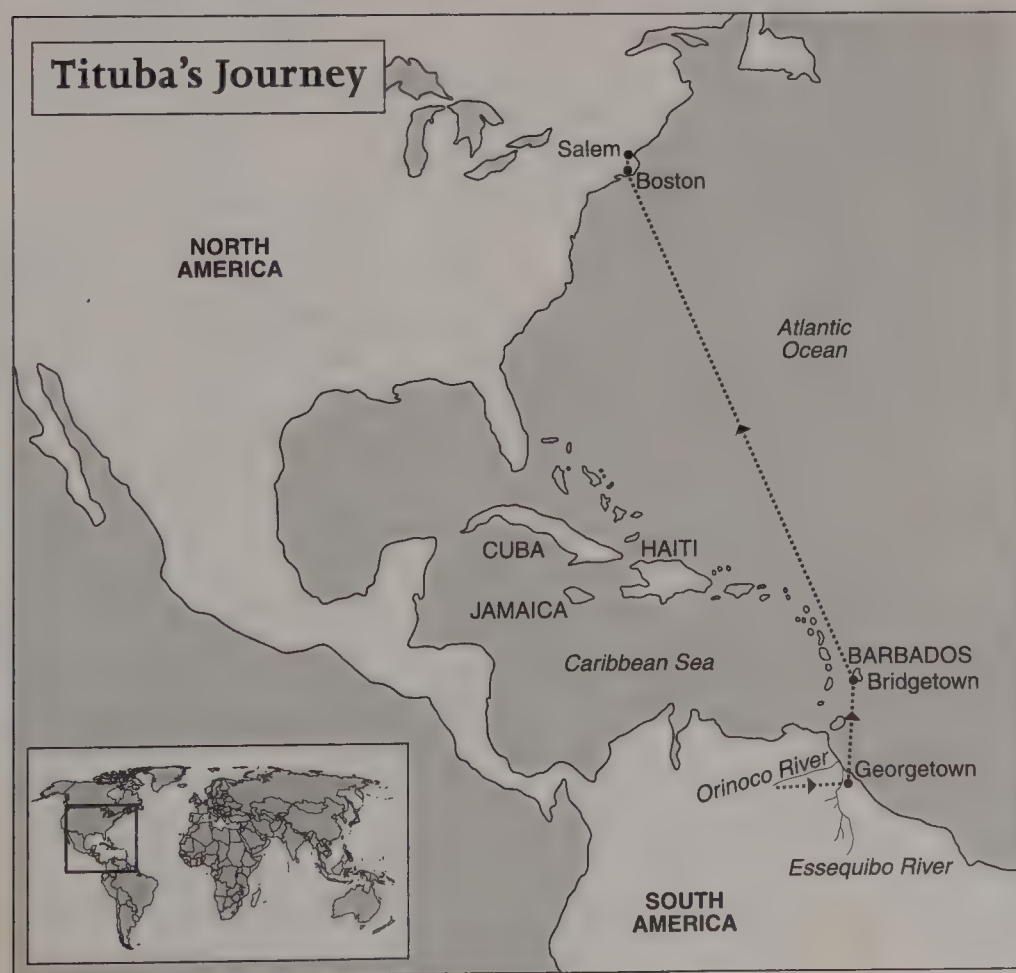 Tituba's Journey
Salem
Boston
NORTH
AMERICA
Atlantic
Ocean
CUBA
HAITI
JAMAICA
Caribbean Sea
BARBADOS
Bridgetown
Orinoco River
Georgetown
Essequibo River
SOUTH
AMERICA